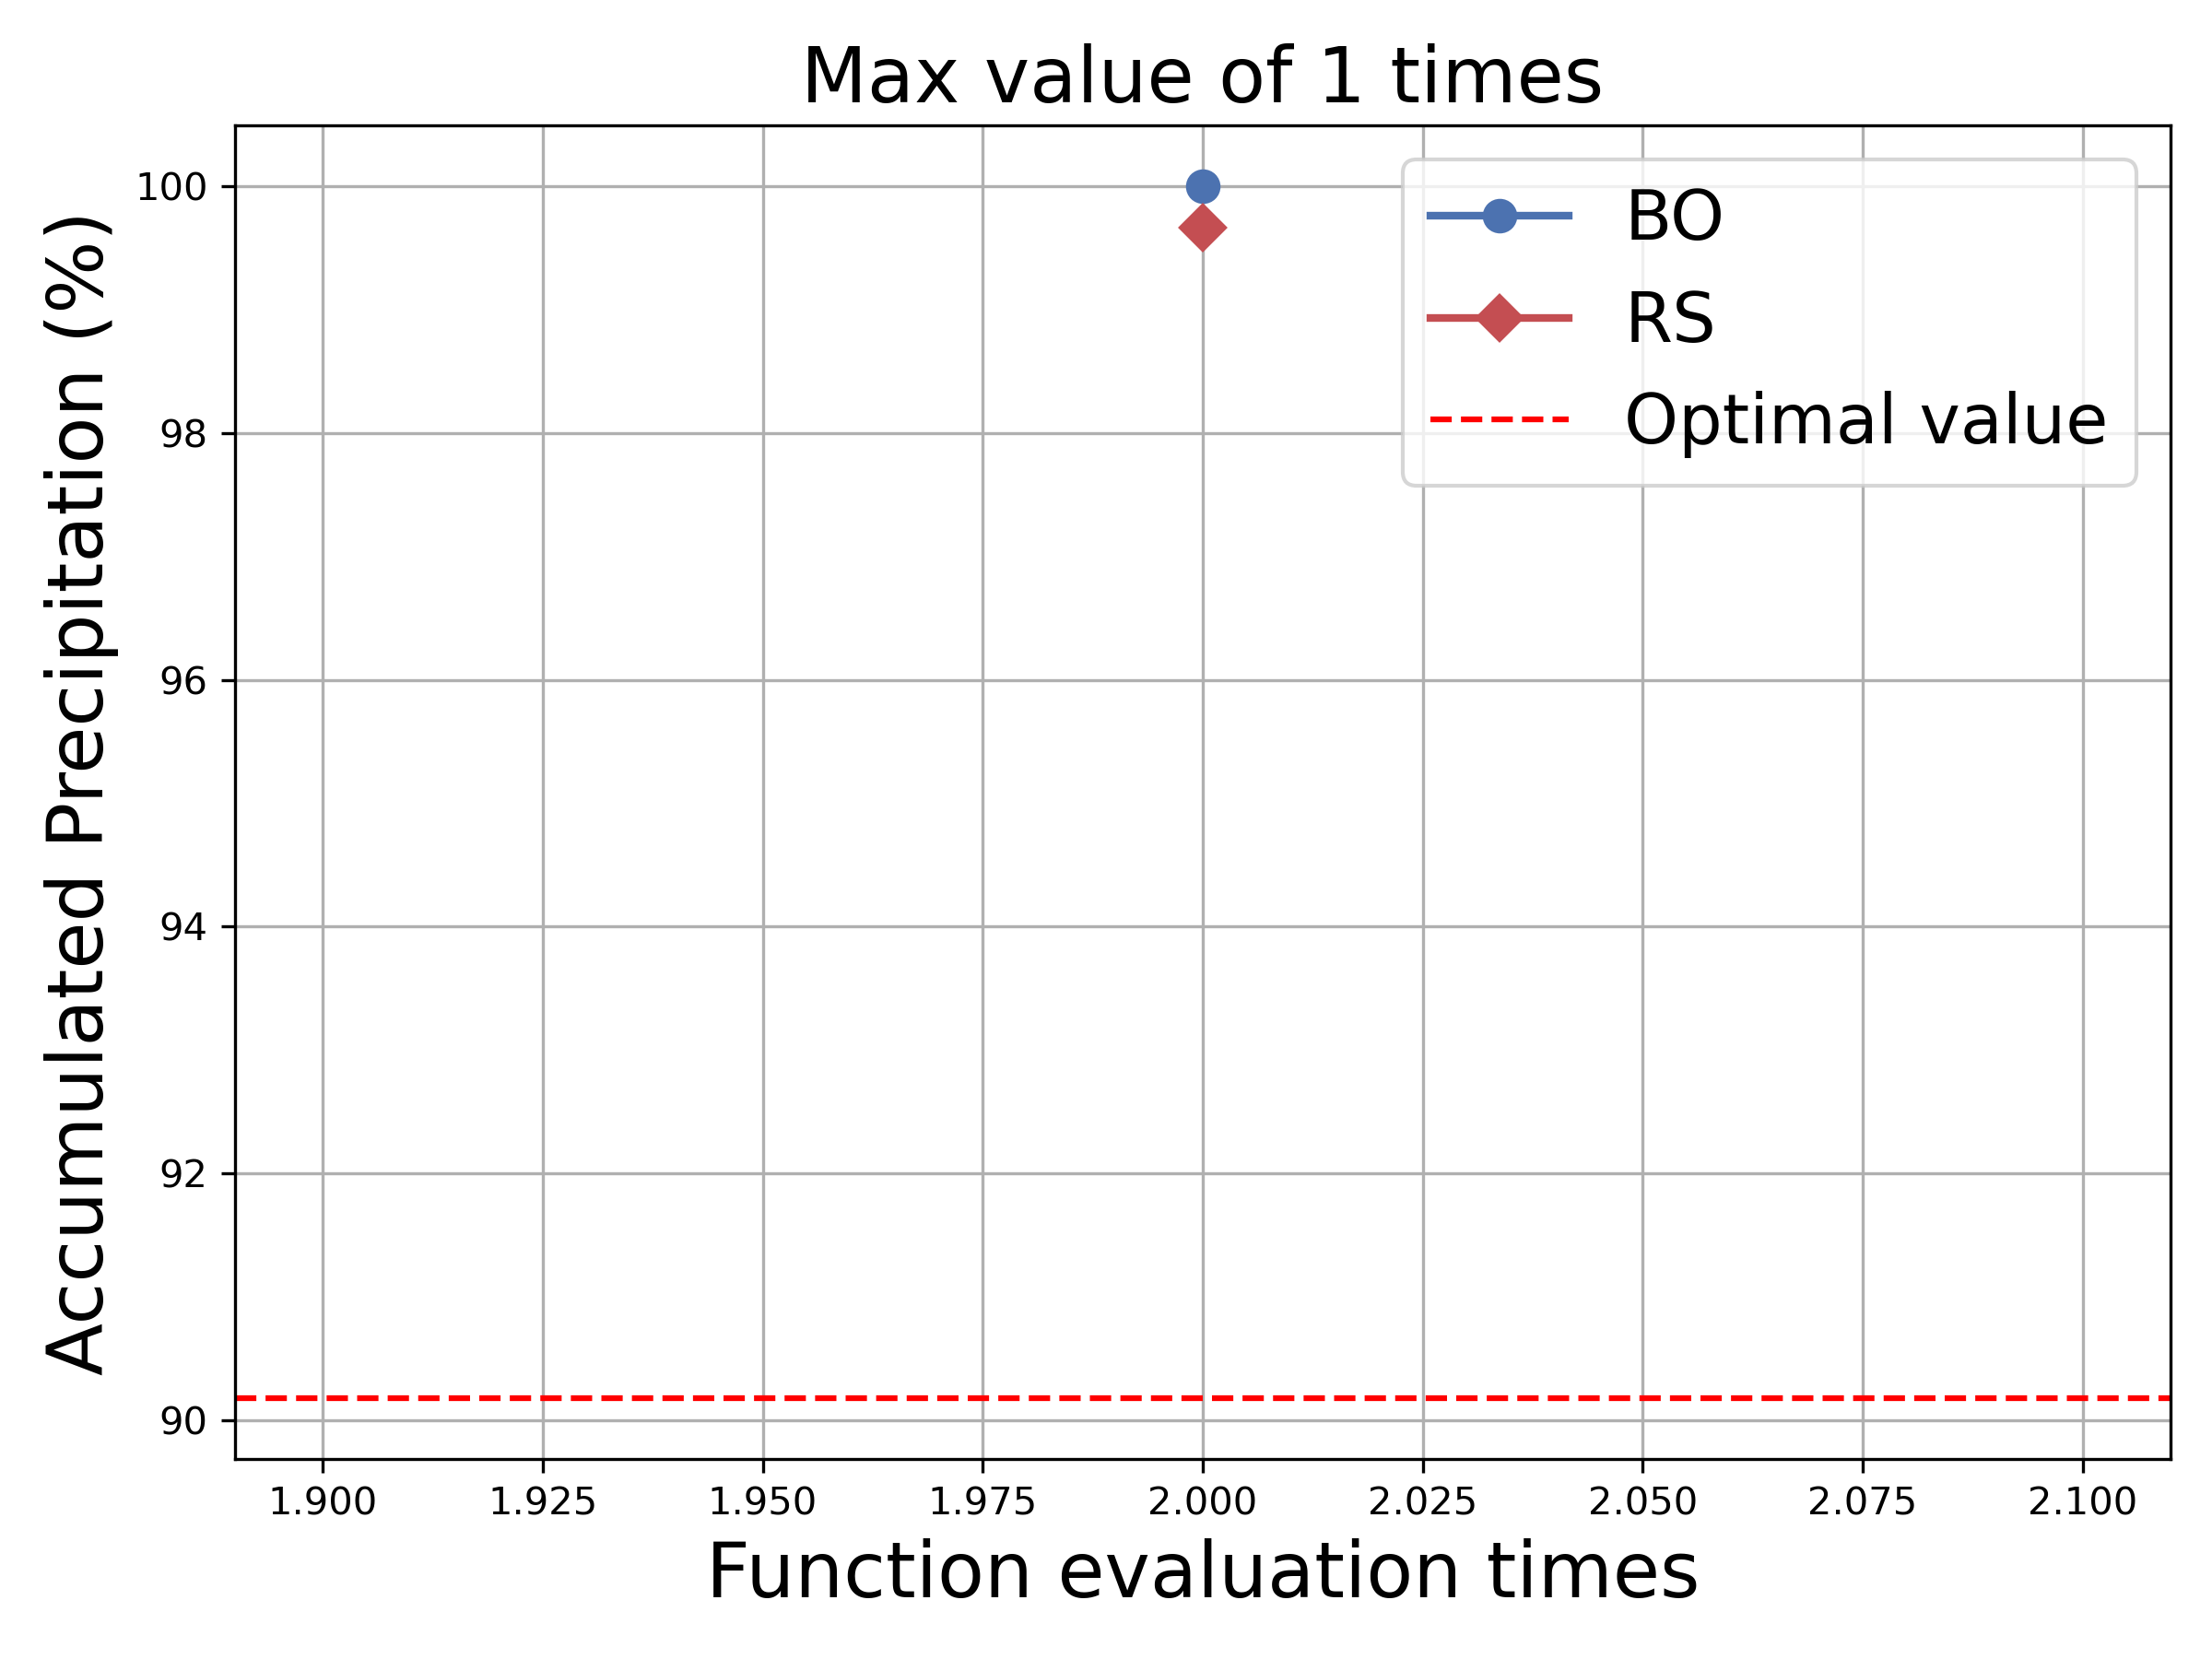 Max value of 1 times
BO
RS
Optimal value
Accumulated Precipitation (%)
100
98
96
94
92
90
1.900 1.925 1.950 1.975 2.000 2.025 2.050 2.075 2.100
Function evaluation times